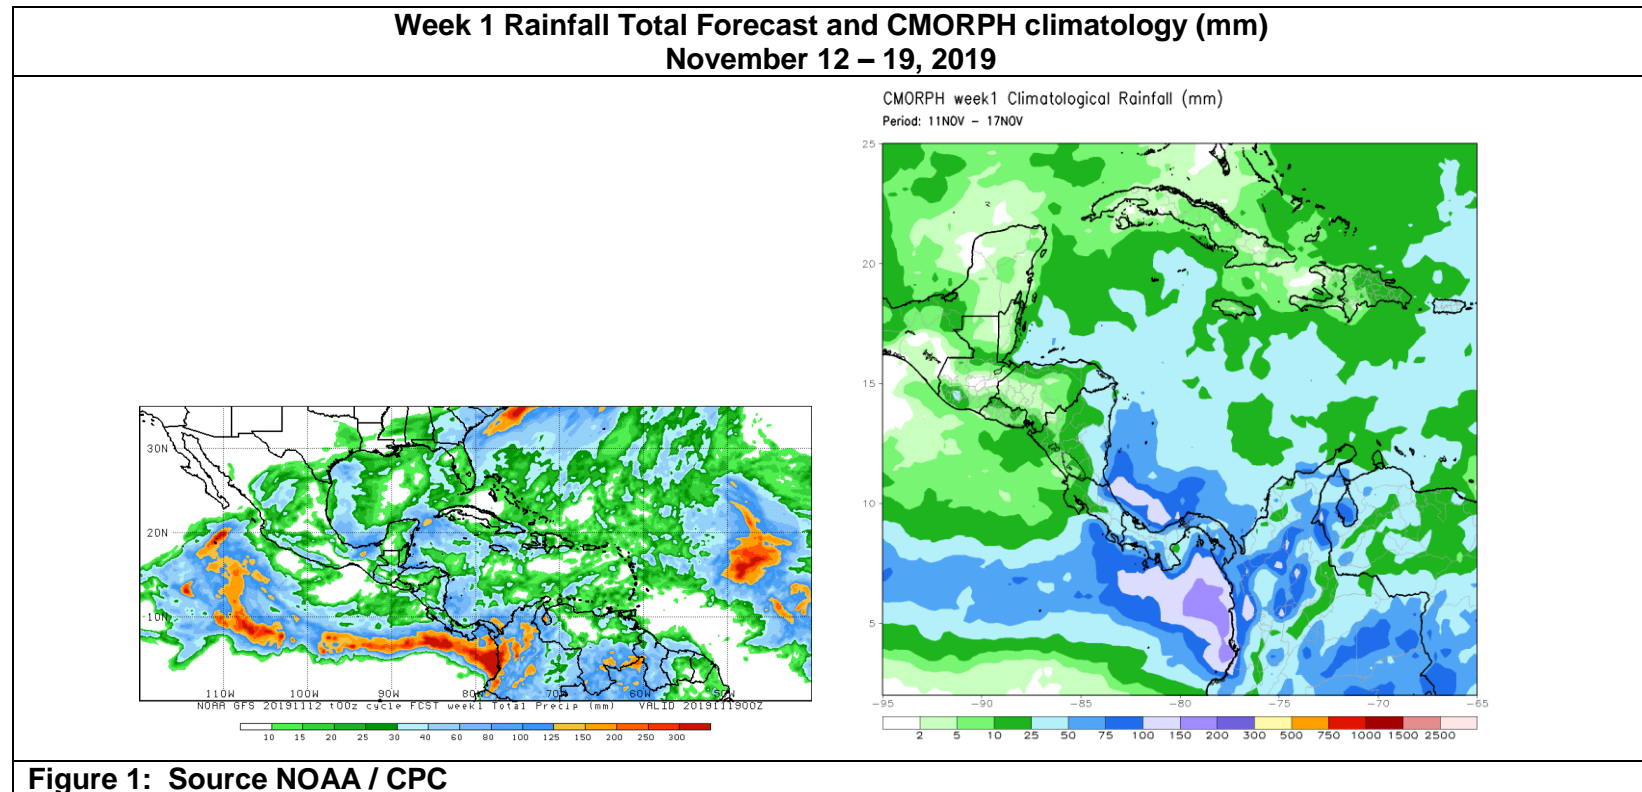 Week 1 Rainfall Total Forecast and CMORPH climatology (mm)
November 12 – 19, 2019
CMORPH week1 Climatological Rainfall (mm)
Period: 11NOV – 17NOV
25
20
15
10
5
-95 -90 -85 -80 -75 -70 -65
2 5 10 25 50 75 100 150 200 300 500 750 1000 1500 2500
30N
20N
10N
110W 100W 90W 80W 70W 60W 50W
NOAA GFS 20191112 t00z cycle FCST week1 Total Precip (mm) VALID 2019111900Z
10 15 20 25 30 40 60 80 100 125 150 200 250 300
Figure 1: Source NOAA / CPC